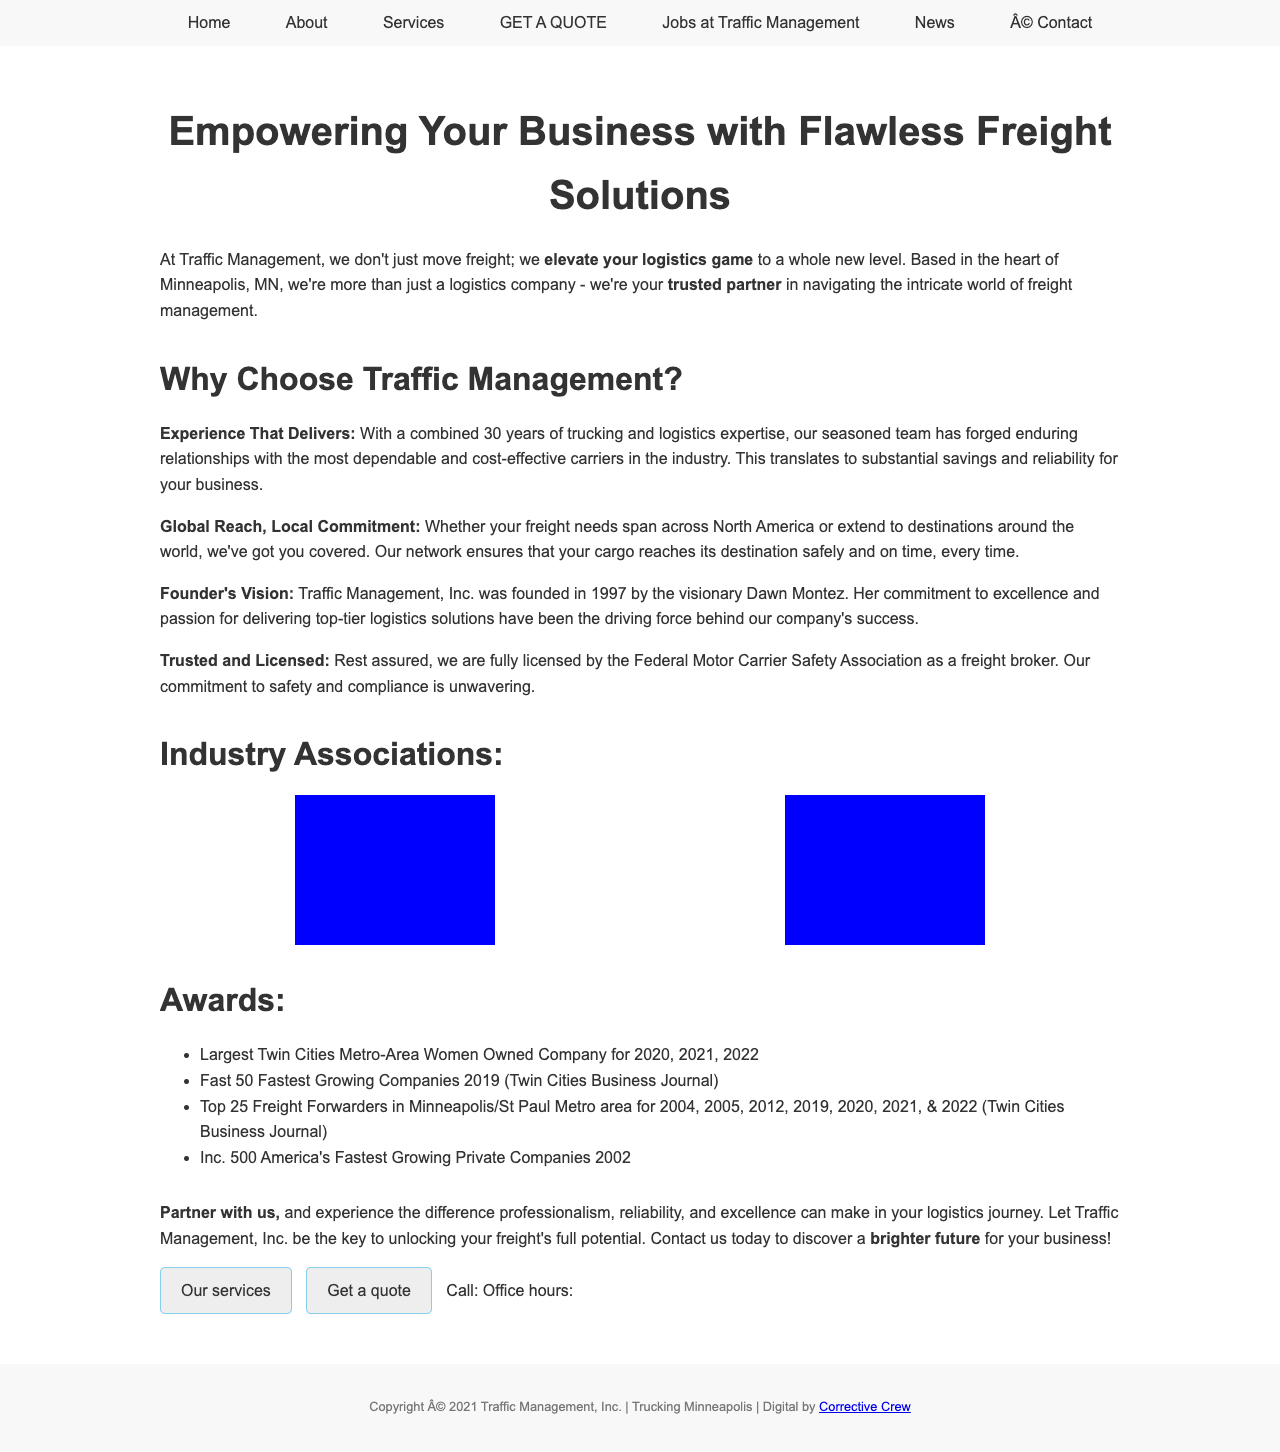 Home About Services GET A QUOTE Jobs at Traffic Management News Â© Contact
Empowering Your Business with Flawless Freight
Solutions
At Traffic Management, we don't just move freight; we elevate your logistics game to a whole new level. Based in the heart of
Minneapolis, MN, we're more than just a logistics company - we're your trusted partner in navigating the intricate world of freight
management.
Why Choose Traffic Management?
Experience That Delivers: With a combined 30 years of trucking and logistics expertise, our seasoned team has forged enduring
relationships with the most dependable and cost-effective carriers in the industry. This translates to substantial savings and reliability for
your business.
Global Reach, Local Commitment: Whether your freight needs span across North America or extend to destinations around the
world, we've got you covered. Our network ensures that your cargo reaches its destination safely and on time, every time.
Founder's Vision: Traffic Management, Inc. was founded in 1997 by the visionary Dawn Montez. Her commitment to excellence and
passion for delivering top-tier logistics solutions have been the driving force behind our company's success.
Trusted and Licensed: Rest assured, we are fully licensed by the Federal Motor Carrier Safety Association as a freight broker. Our
commitment to safety and compliance is unwavering.
Industry Associations:
Awards:
• Largest Twin Cities Metro-Area Women Owned Company for 2020, 2021, 2022
• Fast 50 Fastest Growing Companies 2019 (Twin Cities Business Journal)
• Top 25 Freight Forwarders in Minneapolis/St Paul Metro area for 2004, 2005, 2012, 2019, 2020, 2021, & 2022 (Twin Cities
Business Journal)
• Inc. 500 America's Fastest Growing Private Companies 2002
Partner with us, and experience the difference professionalism, reliability, and excellence can make in your logistics journey. Let Traffic
Management, Inc. be the key to unlocking your freight's full potential. Contact us today to discover a brighter future for your business!
Our services Get a quote Call: Office hours:
Copyright Â© 2021 Traffic Management, Inc. | Trucking Minneapolis | Digital by Corrective Crew